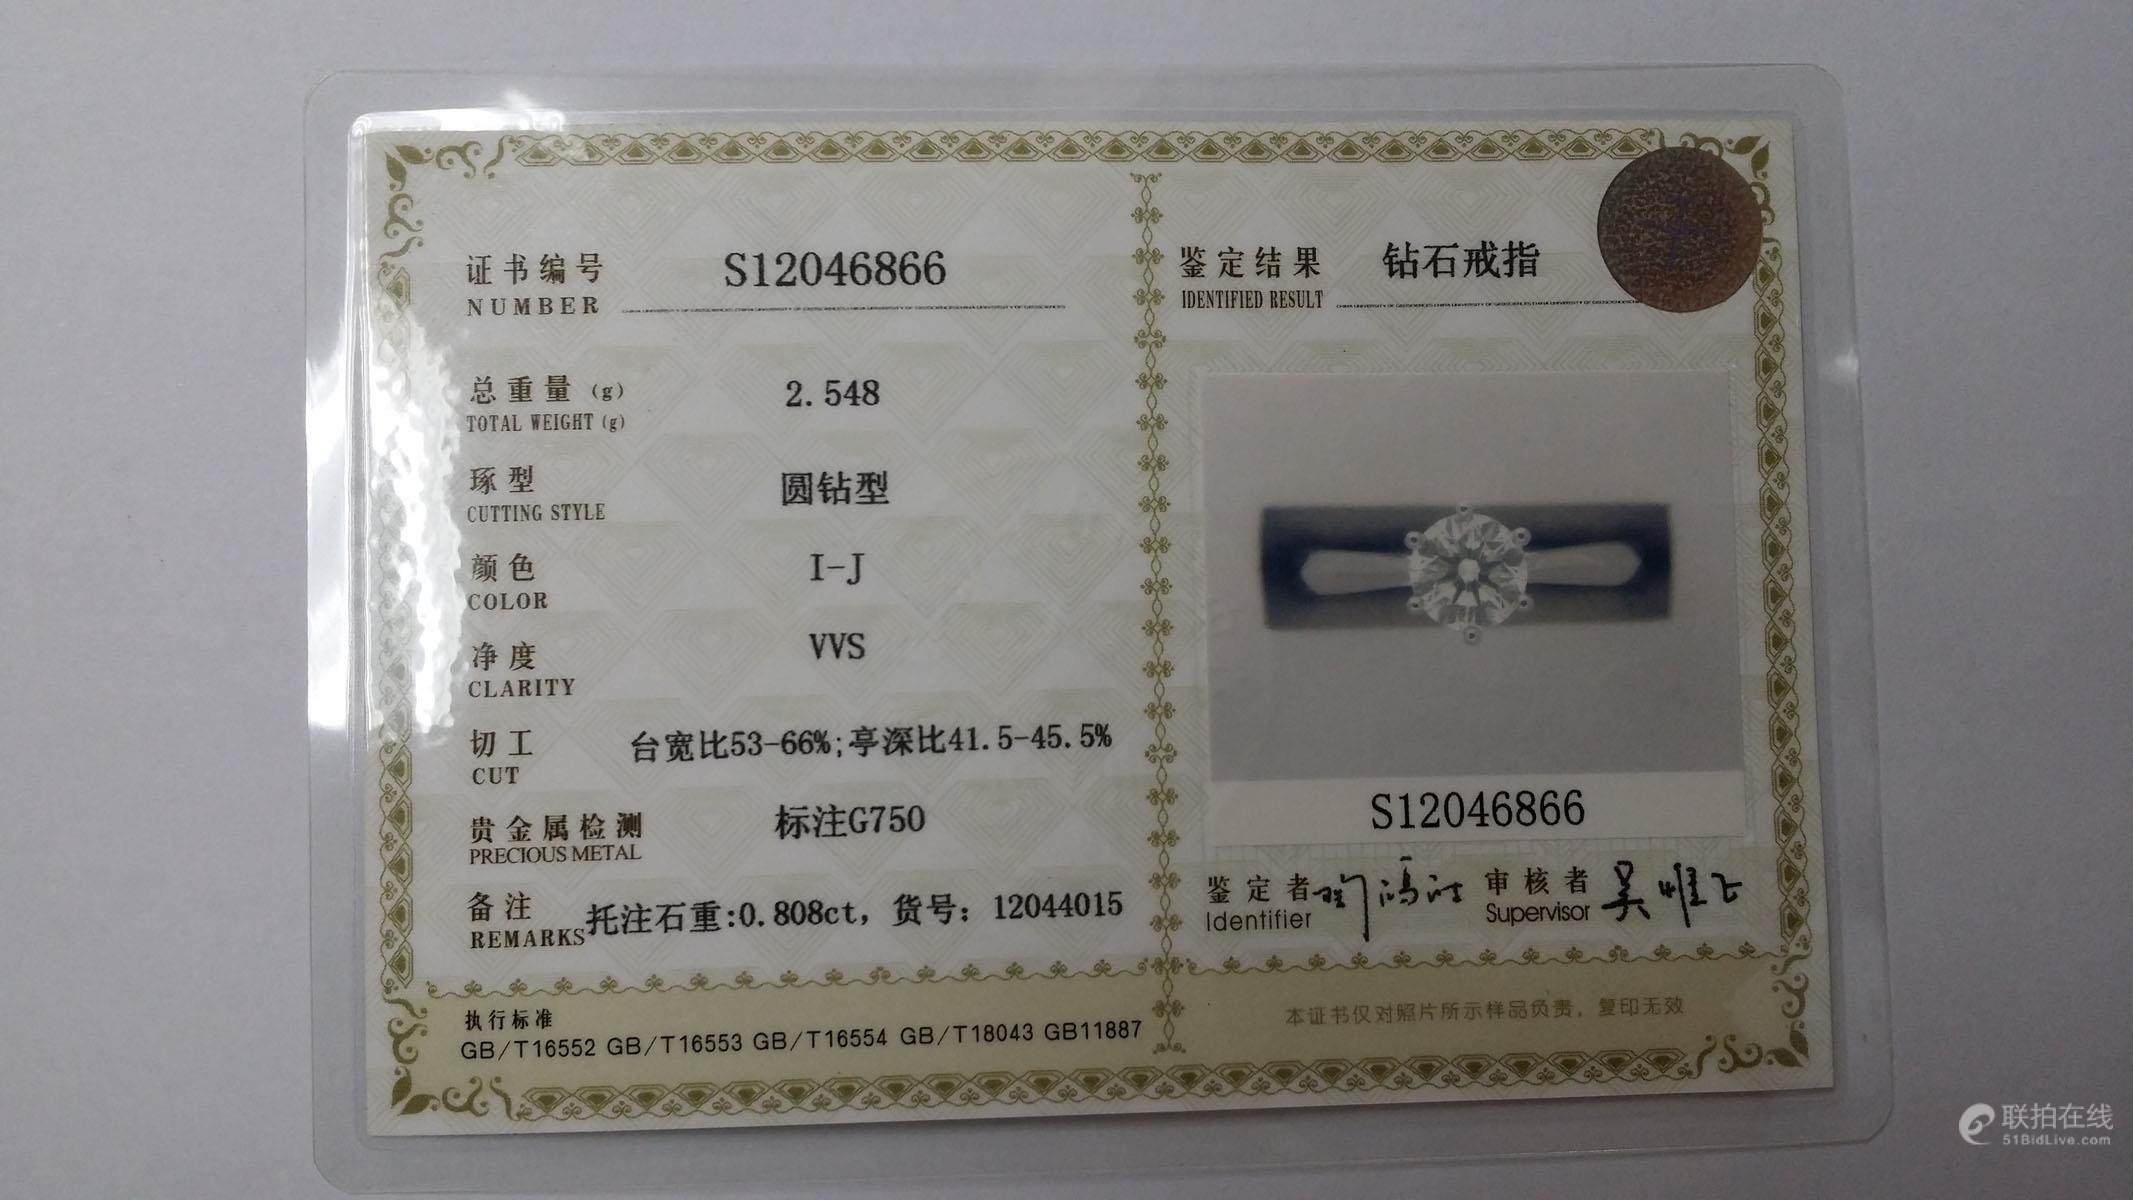 证书编号 S12046866
NUMBER
总重量(g) 2.548
TOTAL WEIGHT(g)
琢型 圆钻型
CUTTING STYLE
颜色 I-J
COLOR
净度 VVS
CLARITY
切工 台宽比53-66%;亭深比41.5-45.5%
CUT
贵金属检测 标注G750
PRECIOUS METAL
备注 托注石重:0.808ct, 货号: 12044015
REMARKS
执行标准
GB/T16552 GB/T16553 GB/T16554 GB/T18043 GB11887
鉴定结果 钻石戒指
IDENTIFIED RESULT
S12046866
鉴定者 审核者
Identifier Supervisor
本证书仅对照片所示样品负责，复印无效
联拍在线
51BidLive.com